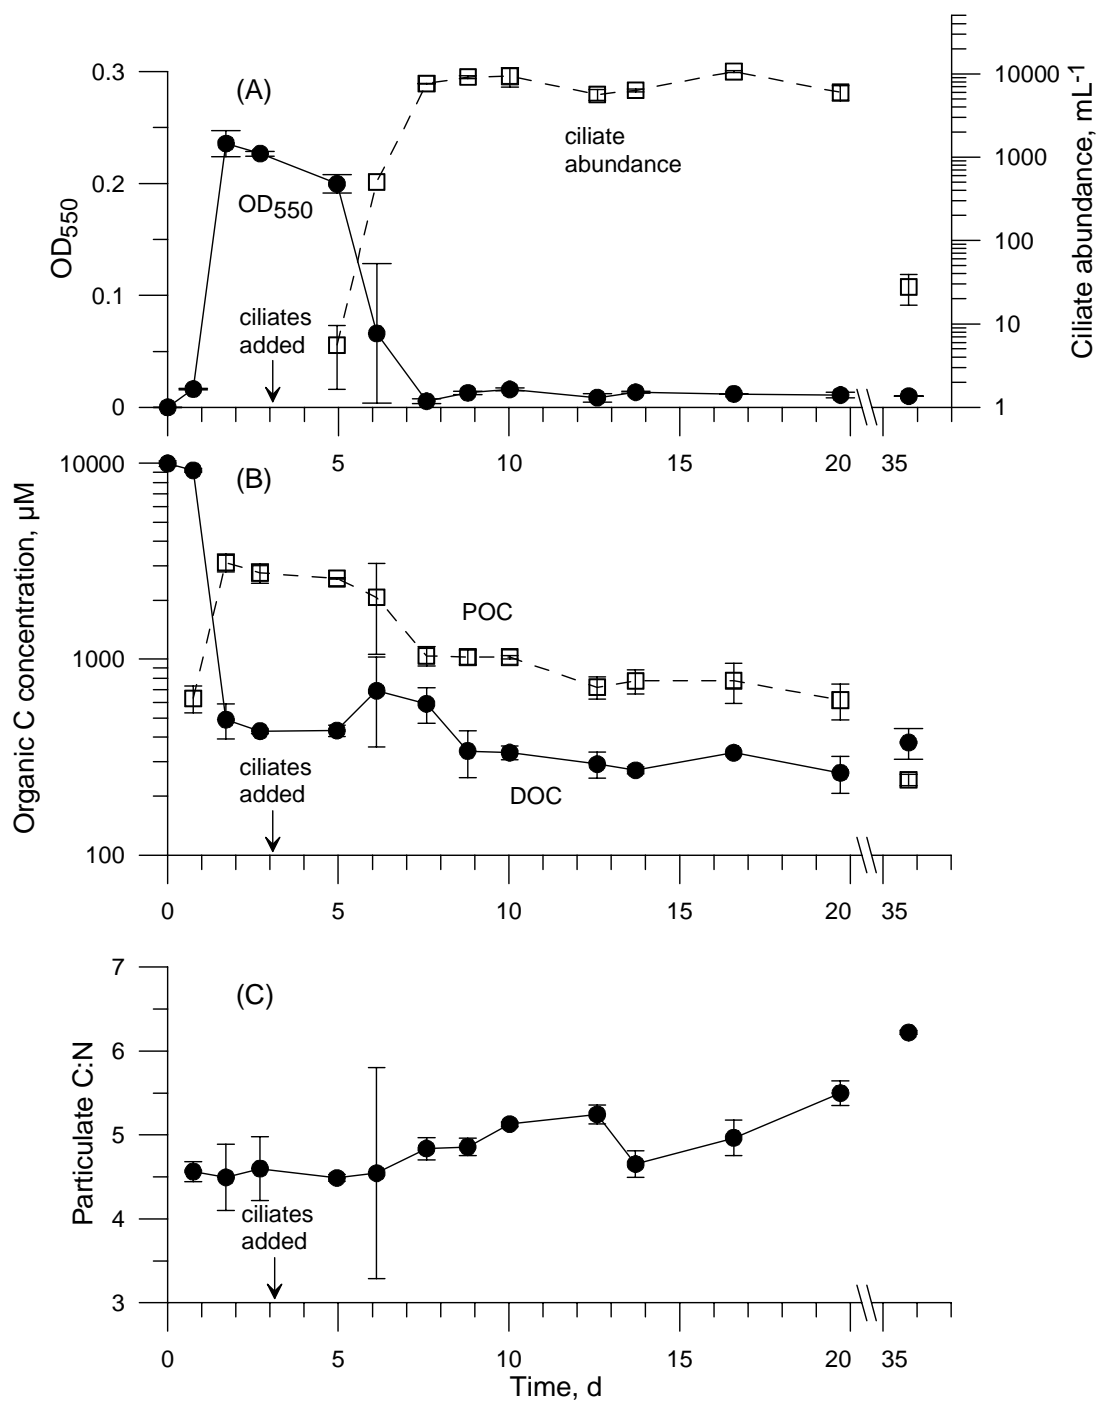 (A)
0.3
0.2
0.1
0
OD550
10000
1000
100
10
1
Ciliate abundance, mL-1
ciliate
abundance
OD550
ciliates
added
5
10
15
20
35
(B)
10000
1000
100
Organic C concentration, µM
POC
DOC
ciliates
added
0
5
10
15
20
35
(C)
7
6
5
4
3
Particulate C:N
ciliates
added
0
5
10
15
20
35
Time, d